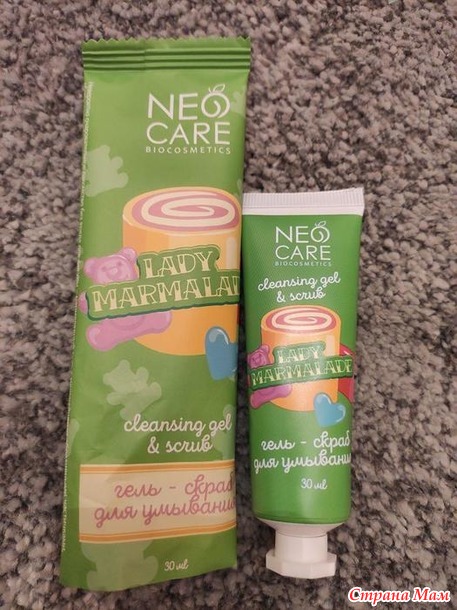 NEO
CARE
BIOCOSMETICS
LADY
MARMALADE
cleansing gel
& scrub
гель - скраб
для умывания
30 ml
NEO
CARE
BIOCOSMETICS
cleansing gel
& scrub
LADY
MARMALADE
гель - скраб
для умывания
30 ml
Страна Мам